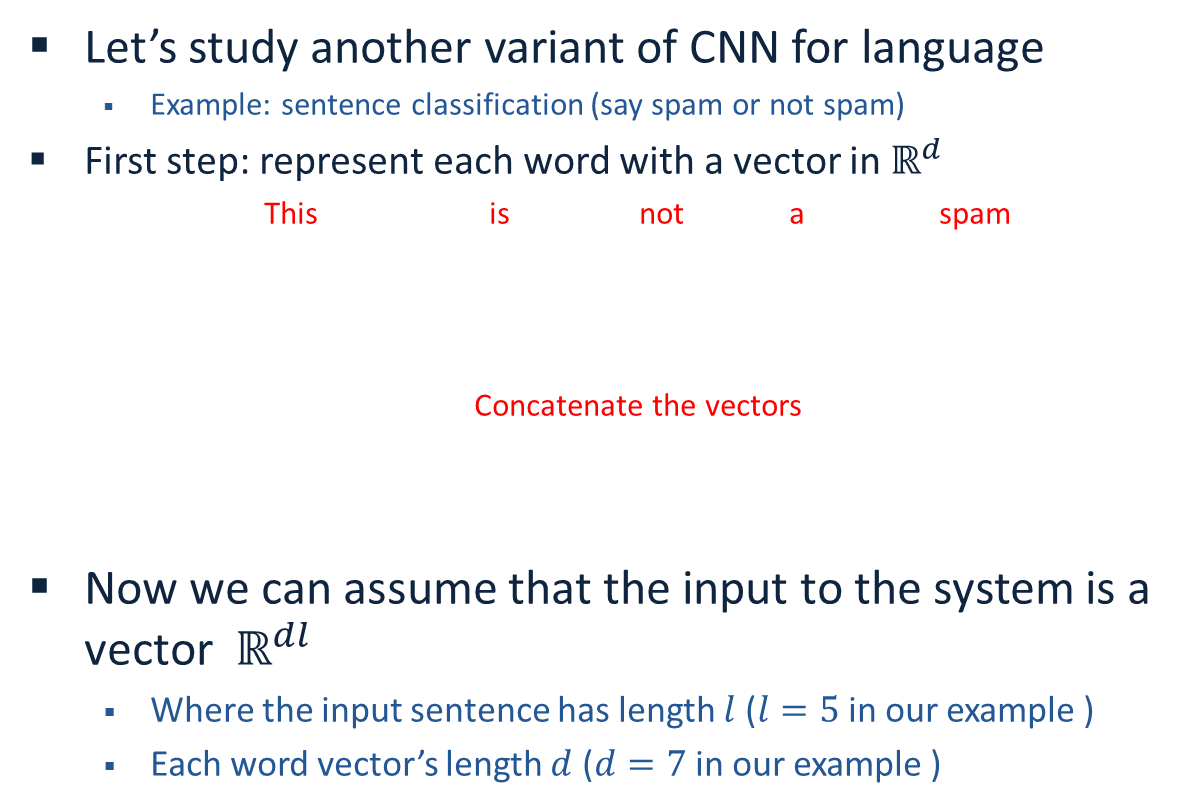 ▪ Let's study another variant of CNN for language
▪ Example: sentence classification (say spam or not spam)
▪ First step: represent each word with a vector in ℝᵈ
This is not a spam
Concatenate the vectors
▪ Now we can assume that the input to the system is a
vector ℝᵈˡ
▪ Where the input sentence has length l (l = 5 in our example )
▪ Each word vector's length d (d = 7 in our example )